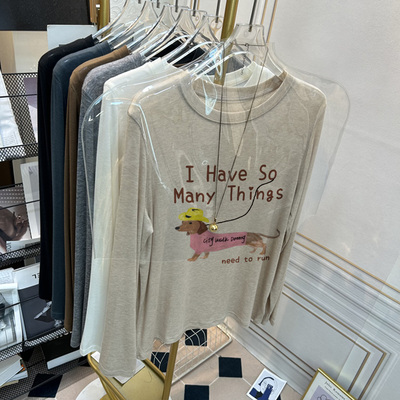 I Have So
Many Things
need to run